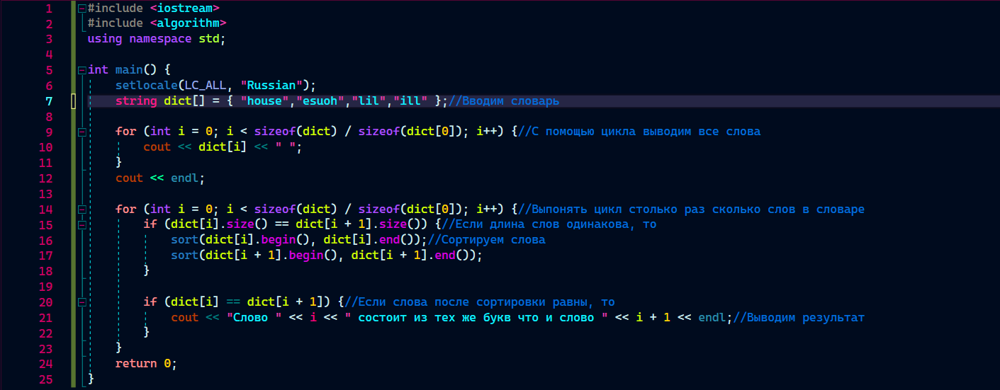 1 #include <iostream>
2 #include <algorithm>
3 using namespace std;
4
5 int main() {
6 setlocale(LC_ALL, "Russian");
7 string dict[] = { "house","esuoh","lil","ill" };//Вводим словарь
8
9 for (int i = 0; i < sizeof(dict) / sizeof(dict[0]); i++) {//С помощью цикла выводим все слова
10 cout << dict[i] << " ";
11 }
12 cout << endl;
13
14 for (int i = 0; i < sizeof(dict) / sizeof(dict[0]); i++) {//Выпонять цикл столько раз сколько слов в словаре
15 if (dict[i].size() == dict[i + 1].size()) {//Если длина слов одинакова, то
16 sort(dict[i].begin(), dict[i].end());//Сортируем слова
17 sort(dict[i + 1].begin(), dict[i + 1].end());
18 }
19
20 if (dict[i] == dict[i + 1]) {//Если слова после сортировки равны, то
21 cout << "Слово " << i << " состоит из тех же букв что и слово " << i + 1 << endl;//Выводим результат
22 }
23 }
24 return 0;
25 }